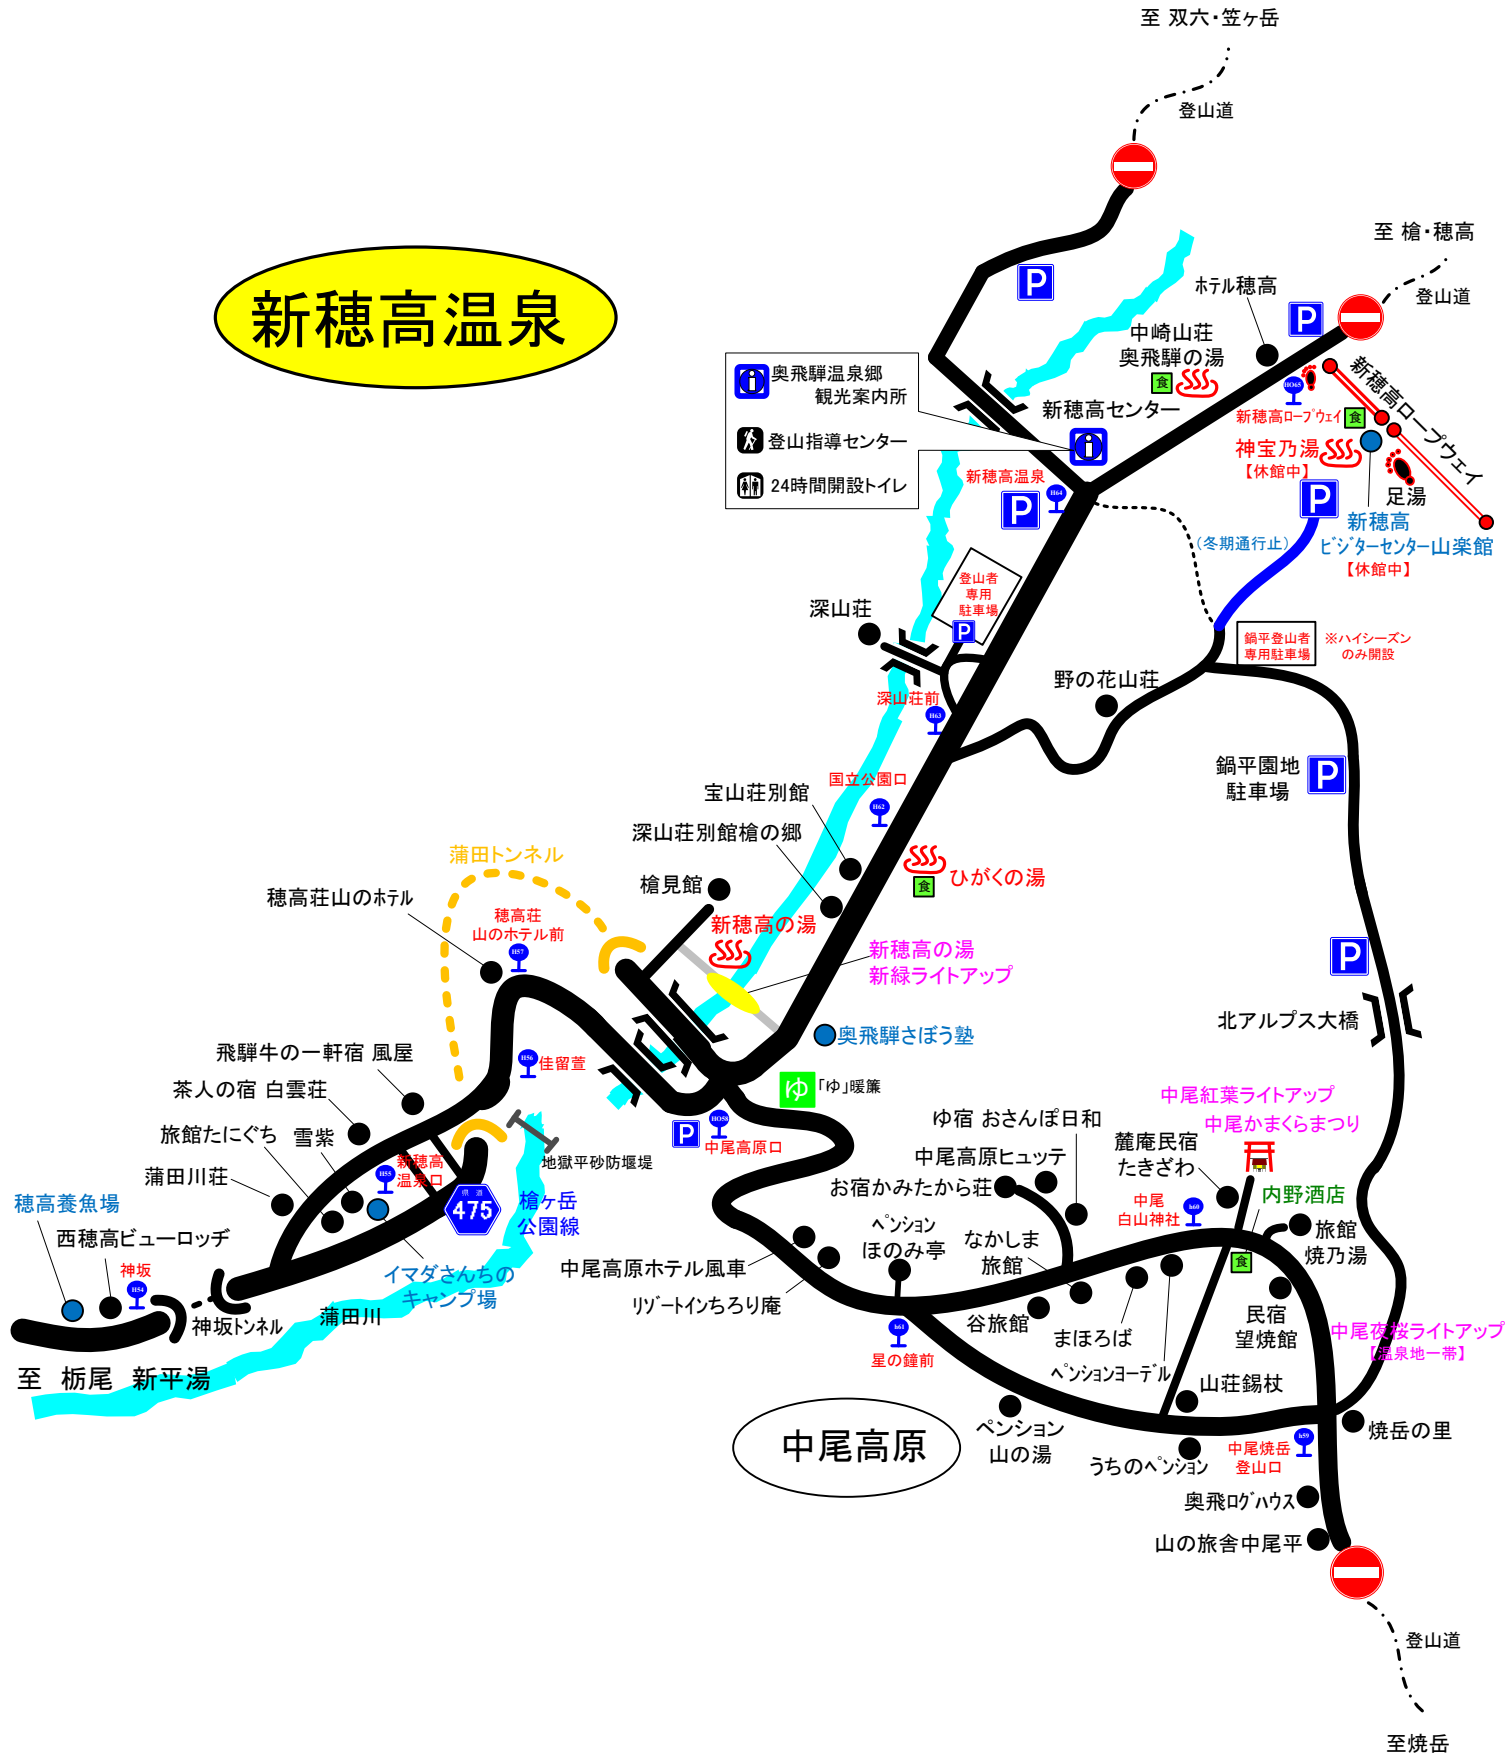 至 双六・笠ヶ岳
登山道
新穂高温泉
至 槍・穂高
登山道
ホテル穂高
P
P
中崎山荘
奥飛騨の湯
食
奥飛騨温泉郷
観光案内所
登山指導センター
24時間開設トイレ
新穂高センター
新穂高ロープウェイ
HO65
新穂高ロープウェイ
食
神宝乃湯
【休館中】
足湯
新穂高温泉
H64
P
P
新穂高
ビジターセンター山楽館
【休館中】
(冬期通行止)
登山者
専用
駐車場
P
深山荘
鍋平登山者
専用駐車場
※ハイシーズン
のみ開設
野の花山荘
深山荘前
H63
鍋平園地
駐車場
P
国立公園口
H62
宝山荘別館
深山荘別館槍の郷
蒲田トンネル
ひがくの湯
食
槍見館
穂高荘山のホテル
穂高荘
山のホテル前
H57
新穂高の湯
新穂高の湯
新緑ライトアップ
P
北アルプス大橋
奥飛騨さぼう塾
飛騨牛の一軒宿 風屋
H56
佳留萱
茶人の宿 白雲荘
ゆ
「ゆ」暖簾
中尾紅葉ライトアップ
中尾かまくらまつり
ゆ宿 おさんぽ日和
旅館たにぐち
雪紫
P
HO58
中尾高原口
地獄平砂防堰堤
中尾高原ヒュッテ
麓庵民宿
たきざわ
蒲田川荘
H55
新穂高
温泉口
お宿かみたから荘
内野酒店
穂高養魚場
県道
475
槍ヶ岳
公園線
中尾
白山神社
h60
西穂高ビューロッヂ
ペンション
ほのみ亭
なかしま
旅館
旅館
焼乃湯
食
神坂
H54
イマダさんちの
キャンプ場
中尾高原ホテル風車
リゾートインちろり庵
神坂トンネル
蒲田川
谷旅館
まほろば
民宿
望焼館
中尾夜桜ライトアップ
【温泉地一帯】
h61
星の鐘前
至 栃尾 新平湯
ペンションヨーデル
山荘錫杖
中尾高原
ペンション
山の湯
うちのペンション
中尾焼岳
登山口
h59
焼岳の里
奥飛ログハウス
山の旅舎中尾平
登山道
至焼岳